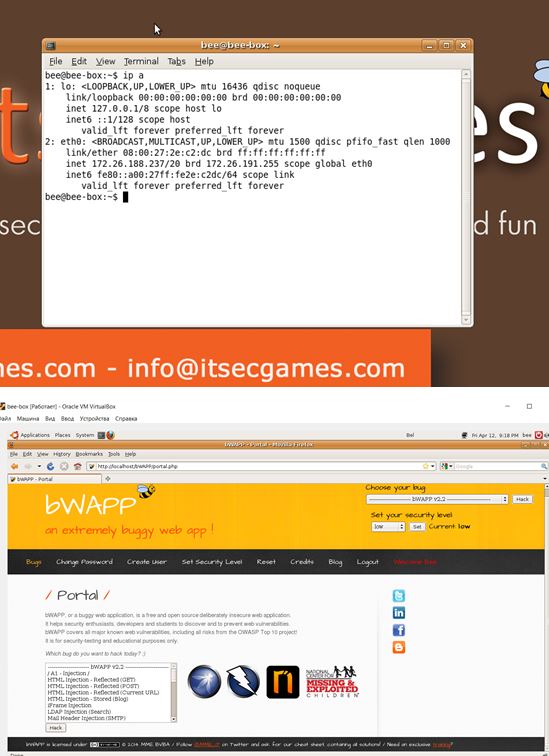 bee@bee-box: ~
File Edit View Terminal Tabs Help
bee@bee-box:~$ ip a
1: lo: <LOOPBACK,UP,LOWER_UP> mtu 16436 qdisc noqueue
link/loopback 00:00:00:00:00:00 brd 00:00:00:00:00:00
inet 127.0.0.1/8 scope host lo
inet6 ::1/128 scope host
valid_lft forever preferred_lft forever
2: eth0: <BROADCAST,MULTICAST,UP,LOWER_UP> mtu 1500 qdisc pfifo_fast qlen 1000
link/ether 08:00:27:2e:c2:dc brd ff:ff:ff:ff:ff:ff
inet 172.26.188.237/20 brd 172.26.191.255 scope global eth0
inet6 fe80::a00:27ff:fe2e:c2dc/64 scope link
valid_lft forever preferred_lft forever
bee@bee-box:~$
es
sec
d fun
nes.com - info@itsecgames.com
bee-box [Работает] - Oracle VM VirtualBox
Файл Машина Вид Ввод Устройства Справка
Applications Places System
Bel
Fri Apr 12, 9:18 PM bee
bWAPP - Portal - Mozilla Firefox
File Edit View History Bookmarks Tools Help
http://localhost/bWAPP/portal.php
Google
bWAPP - Portal
Choose your bug:
bWAPP v2.2
Hack
bWAPP
an extremely buggy web app !
Set your security level:
low Set Current: low
Bugs Change Password Create User Set Security Level Reset Credits Blog Logout Welcome Bee
/ Portal /
bWAPP, or a buggy web application, is a free and open source deliberately insecure web application.
It helps security enthusiasts, developers and students to discover and to prevent web vulnerabilities.
bWAPP covers all major known web vulnerabilities, including all risks from the OWASP Top 10 project!
It is for security-testing and educational purposes only.
Which bug do you want to hack today? :)
bWAPP v2.2
/ A1 - Injection /
HTML Injection - Reflected (GET)
HTML Injection - Reflected (POST)
HTML Injection - Reflected (Current URL)
HTML Injection - Stored (Blog)
iFrame Injection
LDAP Injection (Search)
Mail Header Injection (SMTP)
Hack
NATIONAL CENTER FOR
MISSING &
EXPLOITED
CHILDREN
bWAPP is licensed under © 2014 MME BVBA / Follow @MME_IT on Twitter and ask for our cheat sheet, containing all solutions! / Need an exclusive training?